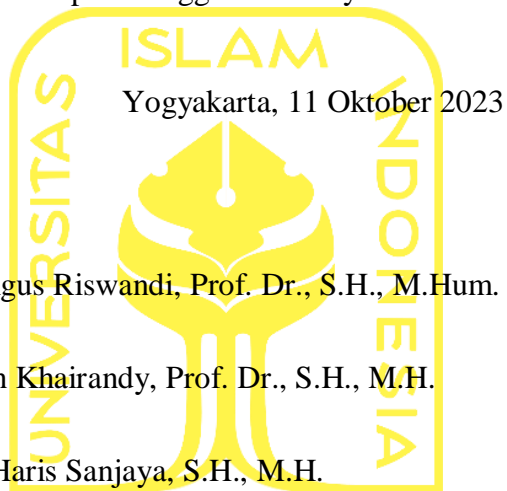 ISLAM
UNIVERSITAS
INDONESIA
Yogyakarta, 11 Oktober 2023
gus Riswandi, Prof. Dr., S.H., M.Hum.
Khairandy, Prof. Dr., S.H., M.H.
Haris Sanjaya, S.H., M.H.